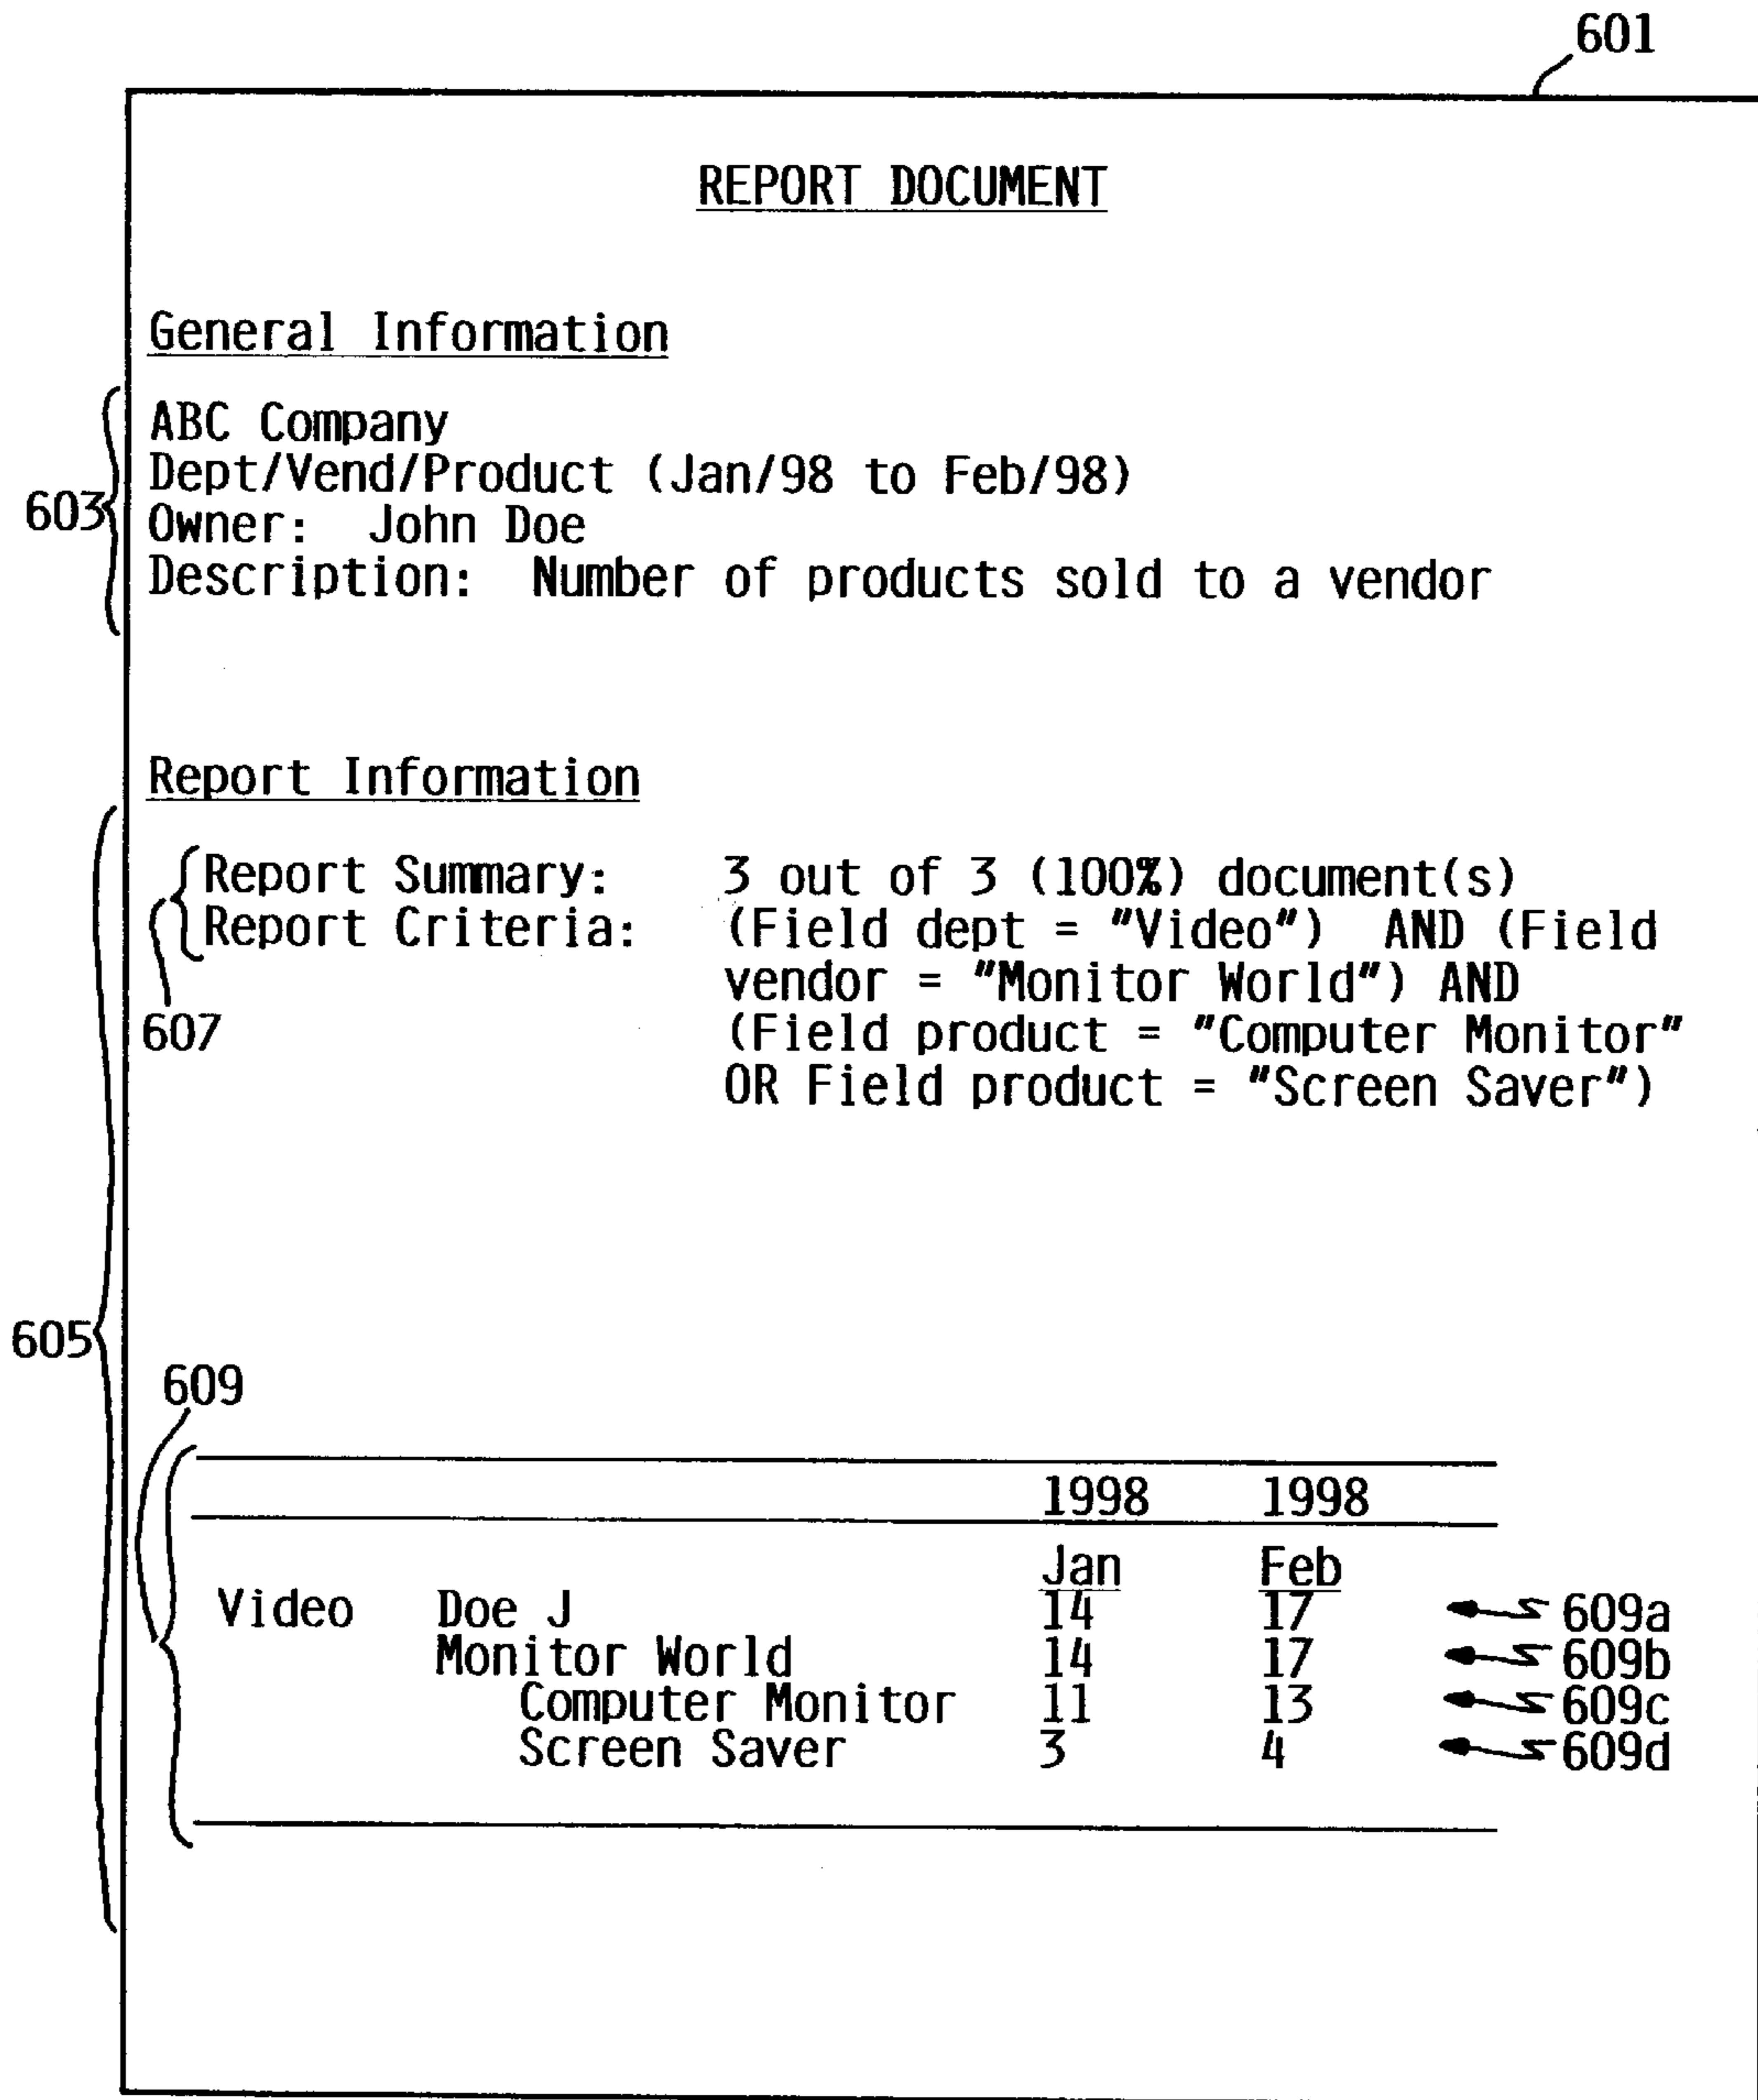 601
REPORT DOCUMENT
General Information
ABC Company
Dept/Vend/Product (Jan/98 to Feb/98)
603
Owner: John Doe
Description: Number of products sold to a vendor
Report Information
Report Summary: 3 out of 3 (100%) document(s)
Report Criteria: (Field dept = "Video") AND (Field
vendor = "Monitor World") AND
607
(Field product = "Computer Monitor"
OR Field product = "Screen Saver")
605
609
1998 1998
Jan Feb
Video Doe J 14 17 609a
Monitor World 14 17 609b
Computer Monitor 11 13 609c
Screen Saver 3 4 609d